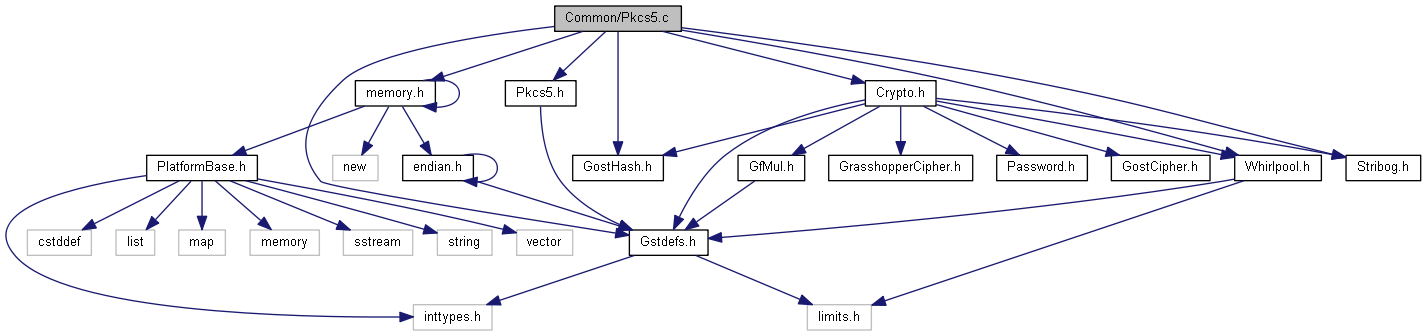 Common/Pkcs5.c
memory.h
Pkcs5.h
Crypto.h
PlatformBase.h
new
endian.h
GostHash.h
GfMul.h
GrasshopperCipher.h
Password.h
GostCipher.h
Whirlpool.h
Stribog.h
cstddef
list
map
memory
sstream
string
vector
Gstdefs.h
inttypes.h
limits.h